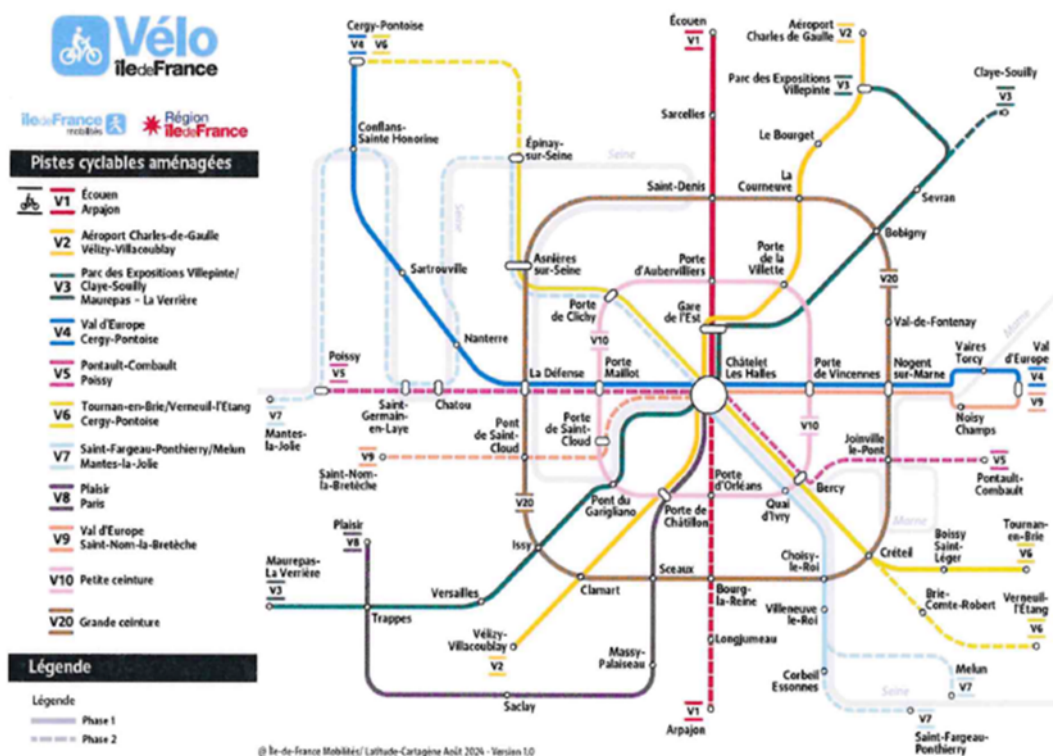 Vélo
île de France
île de France
mobilités
Région
île de France
Pistes cyclables aménagées
V1
Écouen
Arpajon
V2
Aéroport Charles-de-Gaulle
Vélizy-Villacoublay
V3
Parc des Expositions Villepinte/
Claye-Souilly
Maurepas - La Verrière
V4
Val d'Europe
Cergy-Pontoise
V5
Pontault-Combault
Poissy
V6
Tournan-en-Brie/Verneuil-l'Étang
Cergy-Pontoise
V7
Saint-Fargeau-Ponthierry/Melun
Mantes-la-Jolie
V8
Plaisir
Paris
V9
Val d'Europe
Saint-Nom-la-Bretèche
V10
Petite ceinture
V20
Grande ceinture
Légende
Légende
Phase 1
Phase 2
Cergy-Pontoise
V4 V6
Écouen
V1
Aéroport
Charles de Gaulle
V2
Parc des Expositions
Villepinte
V3
Claye-Souilly
V3
Sarcelles
Le Bourget
Conflans-
Sainte Honorine
Épinay-
sur-Seine
Seine
Seine
Saint-Denis
La
Courneuve
Sevran
Bobigny
Asnières
sur-Seine
Porte
d'Aubervilliers
Porte
de la
Villette
Sartrouville
V20
Porte
de Clichy
Gare
de l'Est
Val-de-Fontenay
Marne
Nanterre
V10
Poissy
V5
La Défense
Porte
Maillot
Châtelet
Les Halles
Porte
de Vincennes
Nogent
sur-Marne
Vaires
Torcy
Val
d'Europe
V4
V9
V7
Mantes-
la-Jolie
Saint-
Germain-
en-Laye
Chatou
Noisy
Champs
Pont
de Saint-
Cloud
Porte
de Saint-
Cloud
V10
Joinville
le-Pont
V9
Saint-Nom-
la-Bretèche
V5
Pontault-
Combault
Porte
d'Orléans
Bercy
Quai
d'Ivry
V20
Pont du
Garigliano
Porte de
Châtillon
Marne
Plaisir
V8
Issy
Choisy-
le-Roi
Créteil
Boissy
Saint-
Léger
Tournan-
en-Brie
V6
Maurepas-
La Verrière
V3
Versailles
Trappes
Clamart
Sceaux
Bourg-
la-Reine
Villeneuve
le-Roi
Brie-
Comte-Robert
Verneuil-
l'Étang
V6
Vélizy-
Villacoublay
V2
Massy-
Palaiseau
Longjumeau
Corbeil
Essonnes
Melun
V7
Seine
Saclay
V1
Arpajon
V7
Saint-Fargeau-
Ponthierry
@ Île-de-France Mobilités/ Latitude-Cartagène Août 2024 - Version 1.0